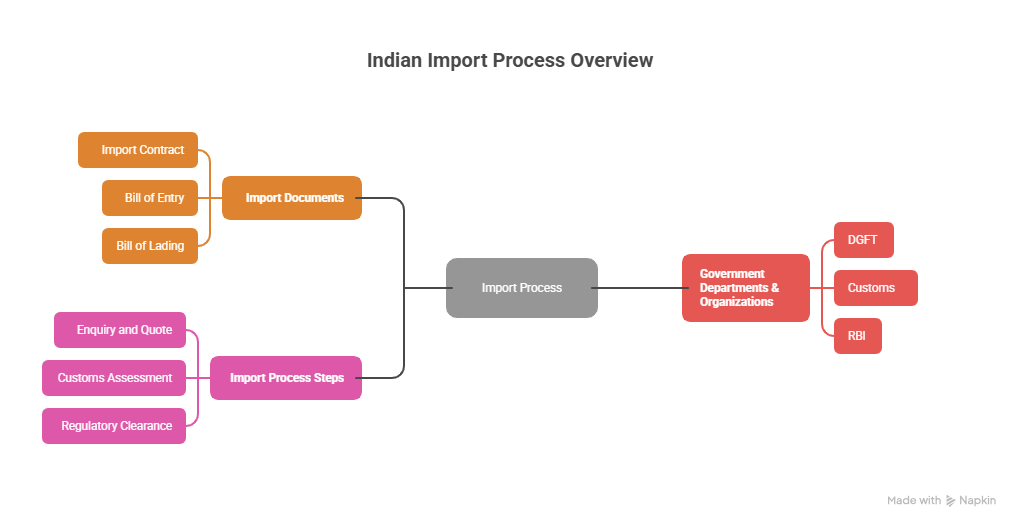 Indian Import Process Overview
Import Contract
Bill of Entry
Bill of Lading
Import Documents
Enquiry and Quote
Customs Assessment
Regulatory Clearance
Import Process Steps
Import Process
Government
Departments &
Organizations
DGFT
Customs
RBI
Made with Napkin